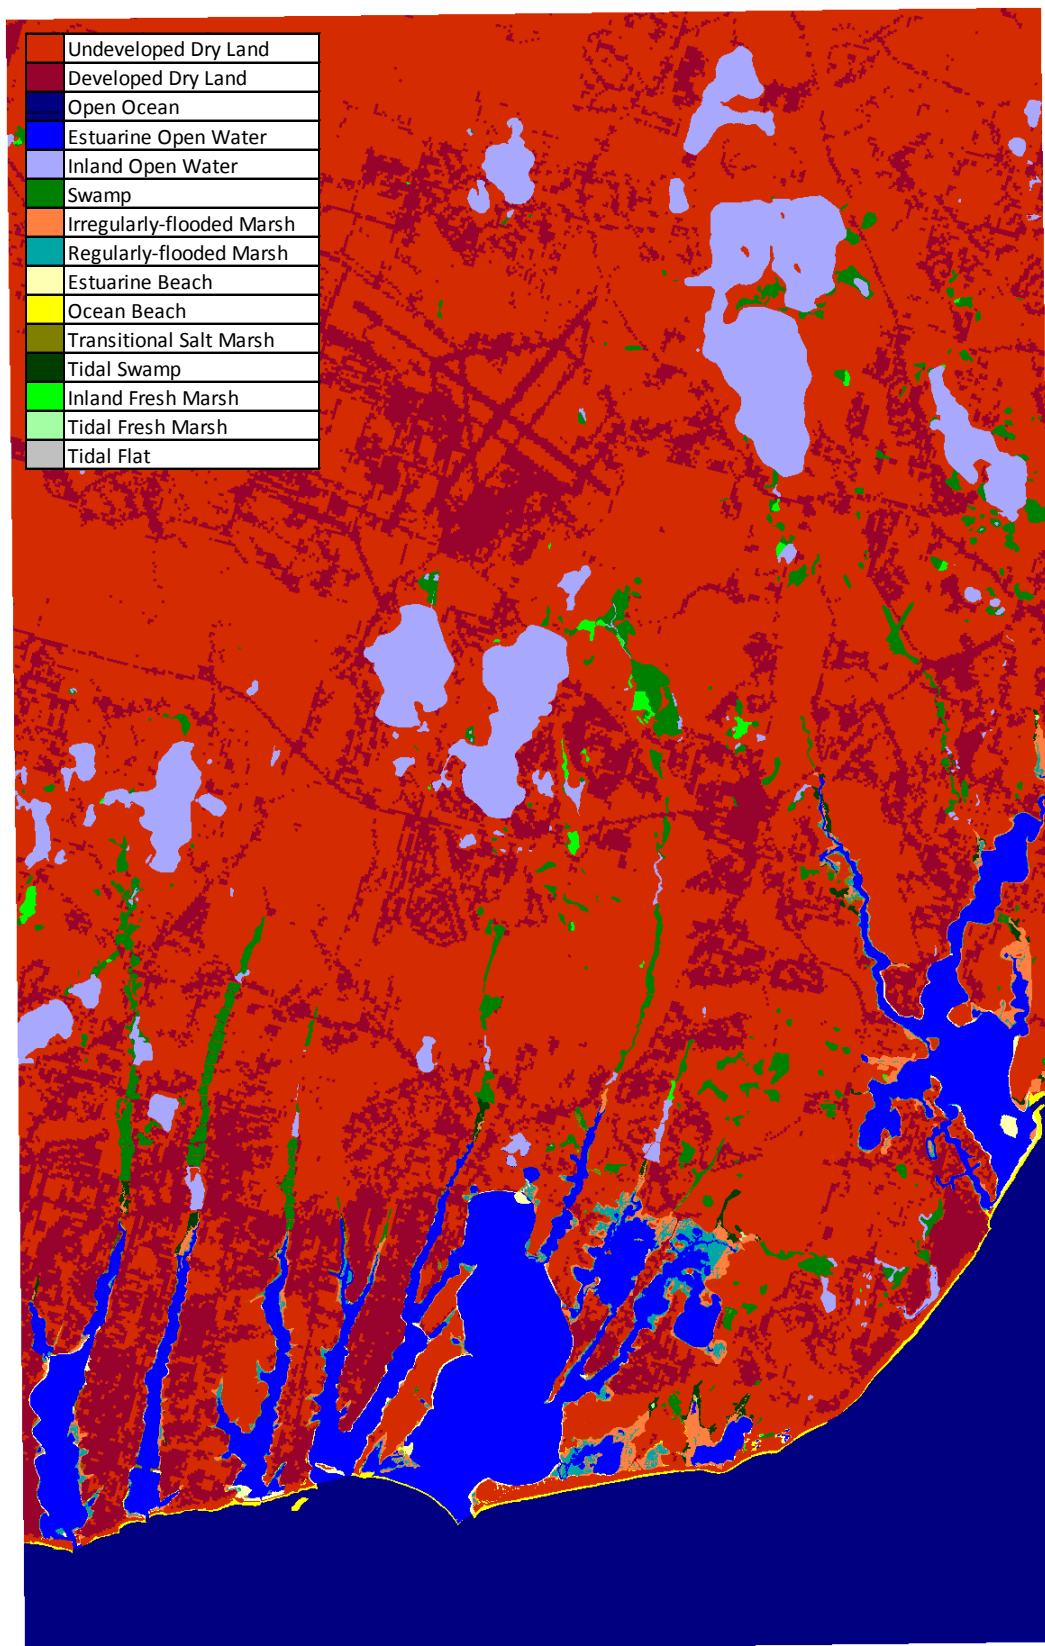 Undeveloped Dry Land
Developed Dry Land
Open Ocean
Estuarine Open Water
Inland Open Water
Swamp
Irregularly-flooded Marsh
Regularly-flooded Marsh
Estuarine Beach
Ocean Beach
Transitional Salt Marsh
Tidal Swamp
Inland Fresh Marsh
Tidal Fresh Marsh
Tidal Flat